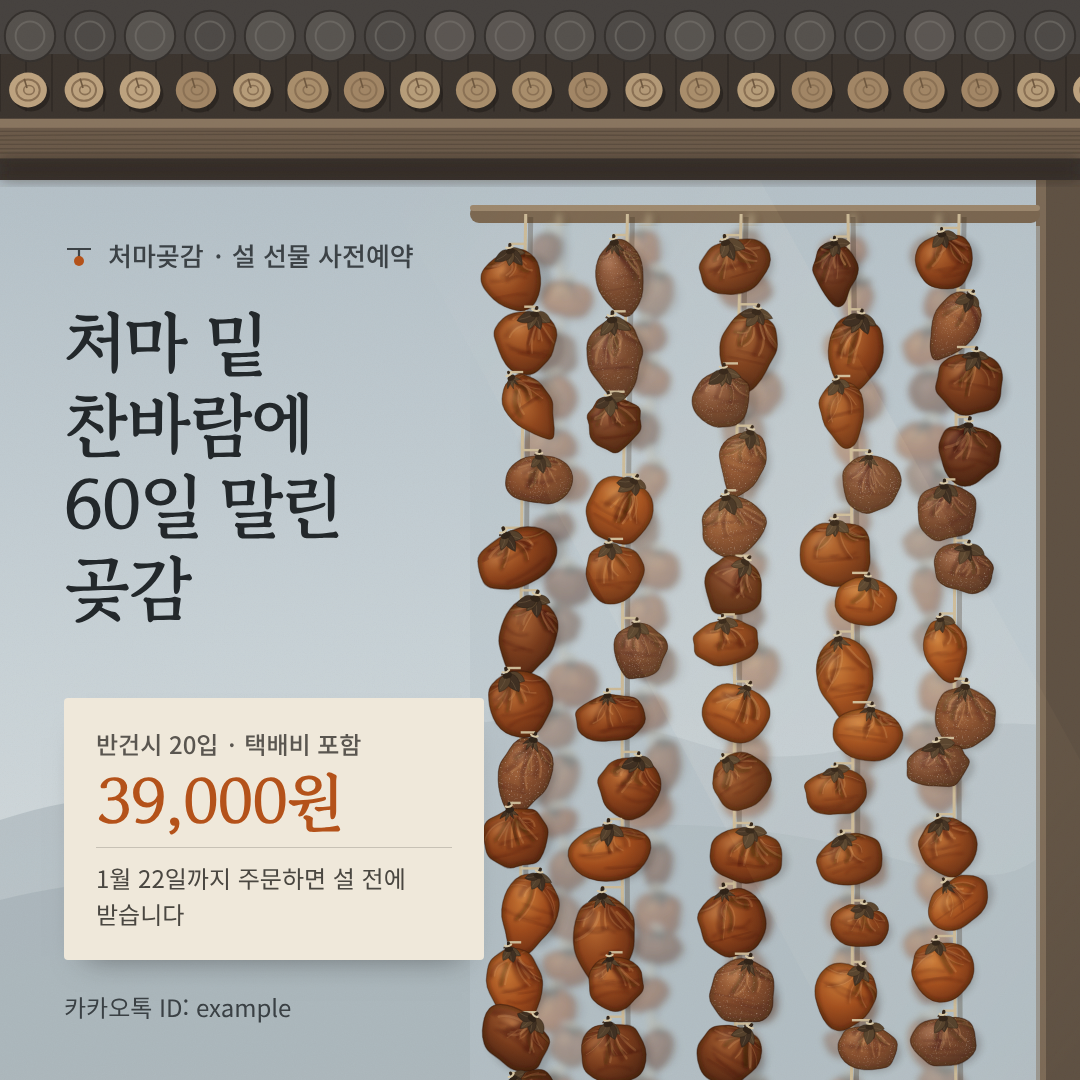 처마곶감 · 설 선물 사전예약
처마 밑
찬바람에
60일 말린
곶감
반건시 20입 · 택배비 포함
39,000원
1월 22일까지 주문하면 설 전에
받습니다
카카오톡 ID: example